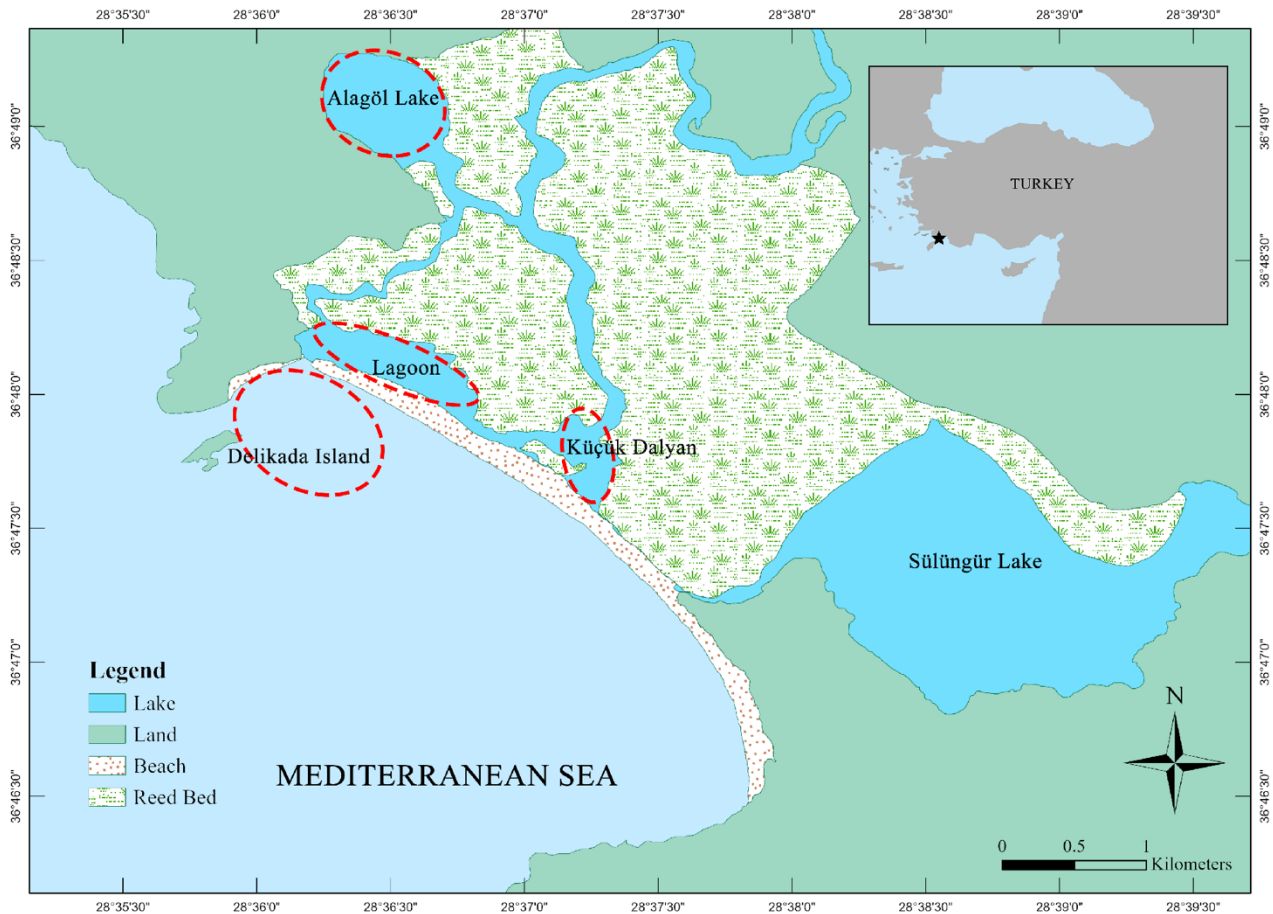 28°35'30" 28°36'0" 28°36'30" 28°37'0" 28°37'30" 28°38'0" 28°38'30" 28°39'0" 28°39'30"
36°49'0" 36°49'0"
Alagöl Lake
TURKEY
36°48'30" 36°48'30"
Lagoon
36°48'0" 36°48'0"
Küçük Dalyan
Delikada Island
36°47'30" 36°47'30"
Sülüngür Lake
36°47'0" 36°47'0"
Legend
Lake
Land
Beach
Reed Bed
MEDITERRANEAN SEA
N
36°46'30" 36°46'30"
0 0.5 1
Kilometers
28°35'30" 28°36'0" 28°36'30" 28°37'0" 28°37'30" 28°38'0" 28°38'30" 28°39'0" 28°39'30"